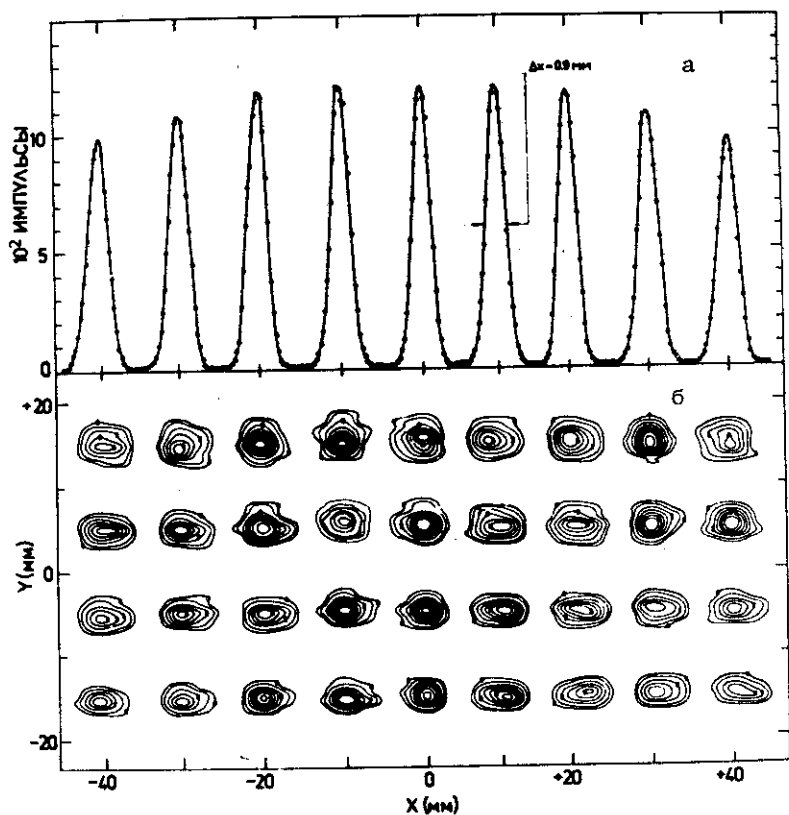 а
Δx=0.9 мм
10² ИМПУЛЬСЫ
10
5
0
б
+20
0
-20
Y (мм)
-40
-20
0
+20
+40
X (мм)